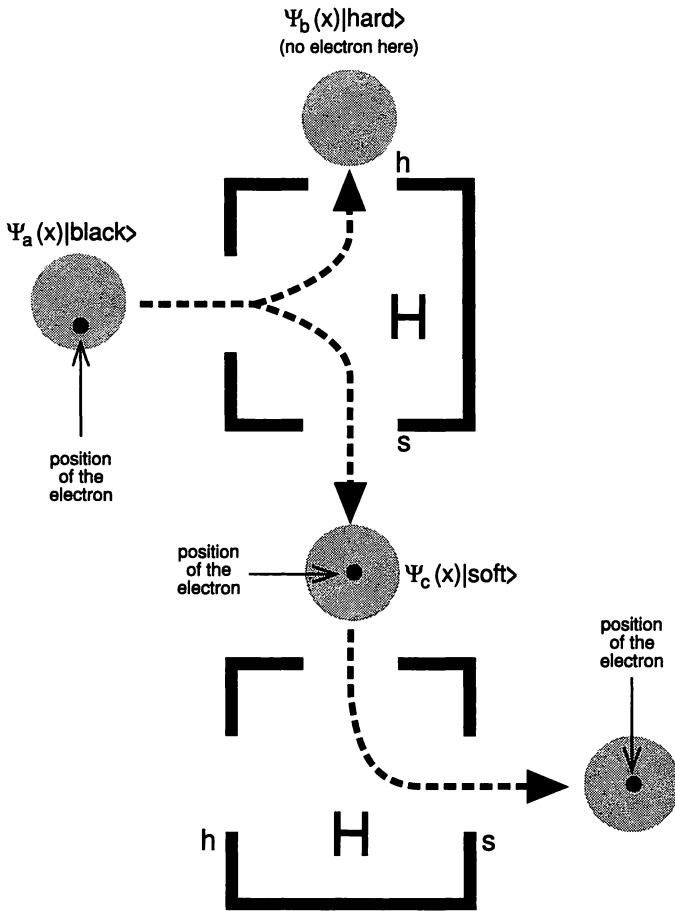 Ψb(x)|hard>
(no electron here)
h
Ψa(x)|black>
H
position
of the
electron
s
position
of the
electron
Ψc(x)|soft>
position
of the
electron
h
H
s